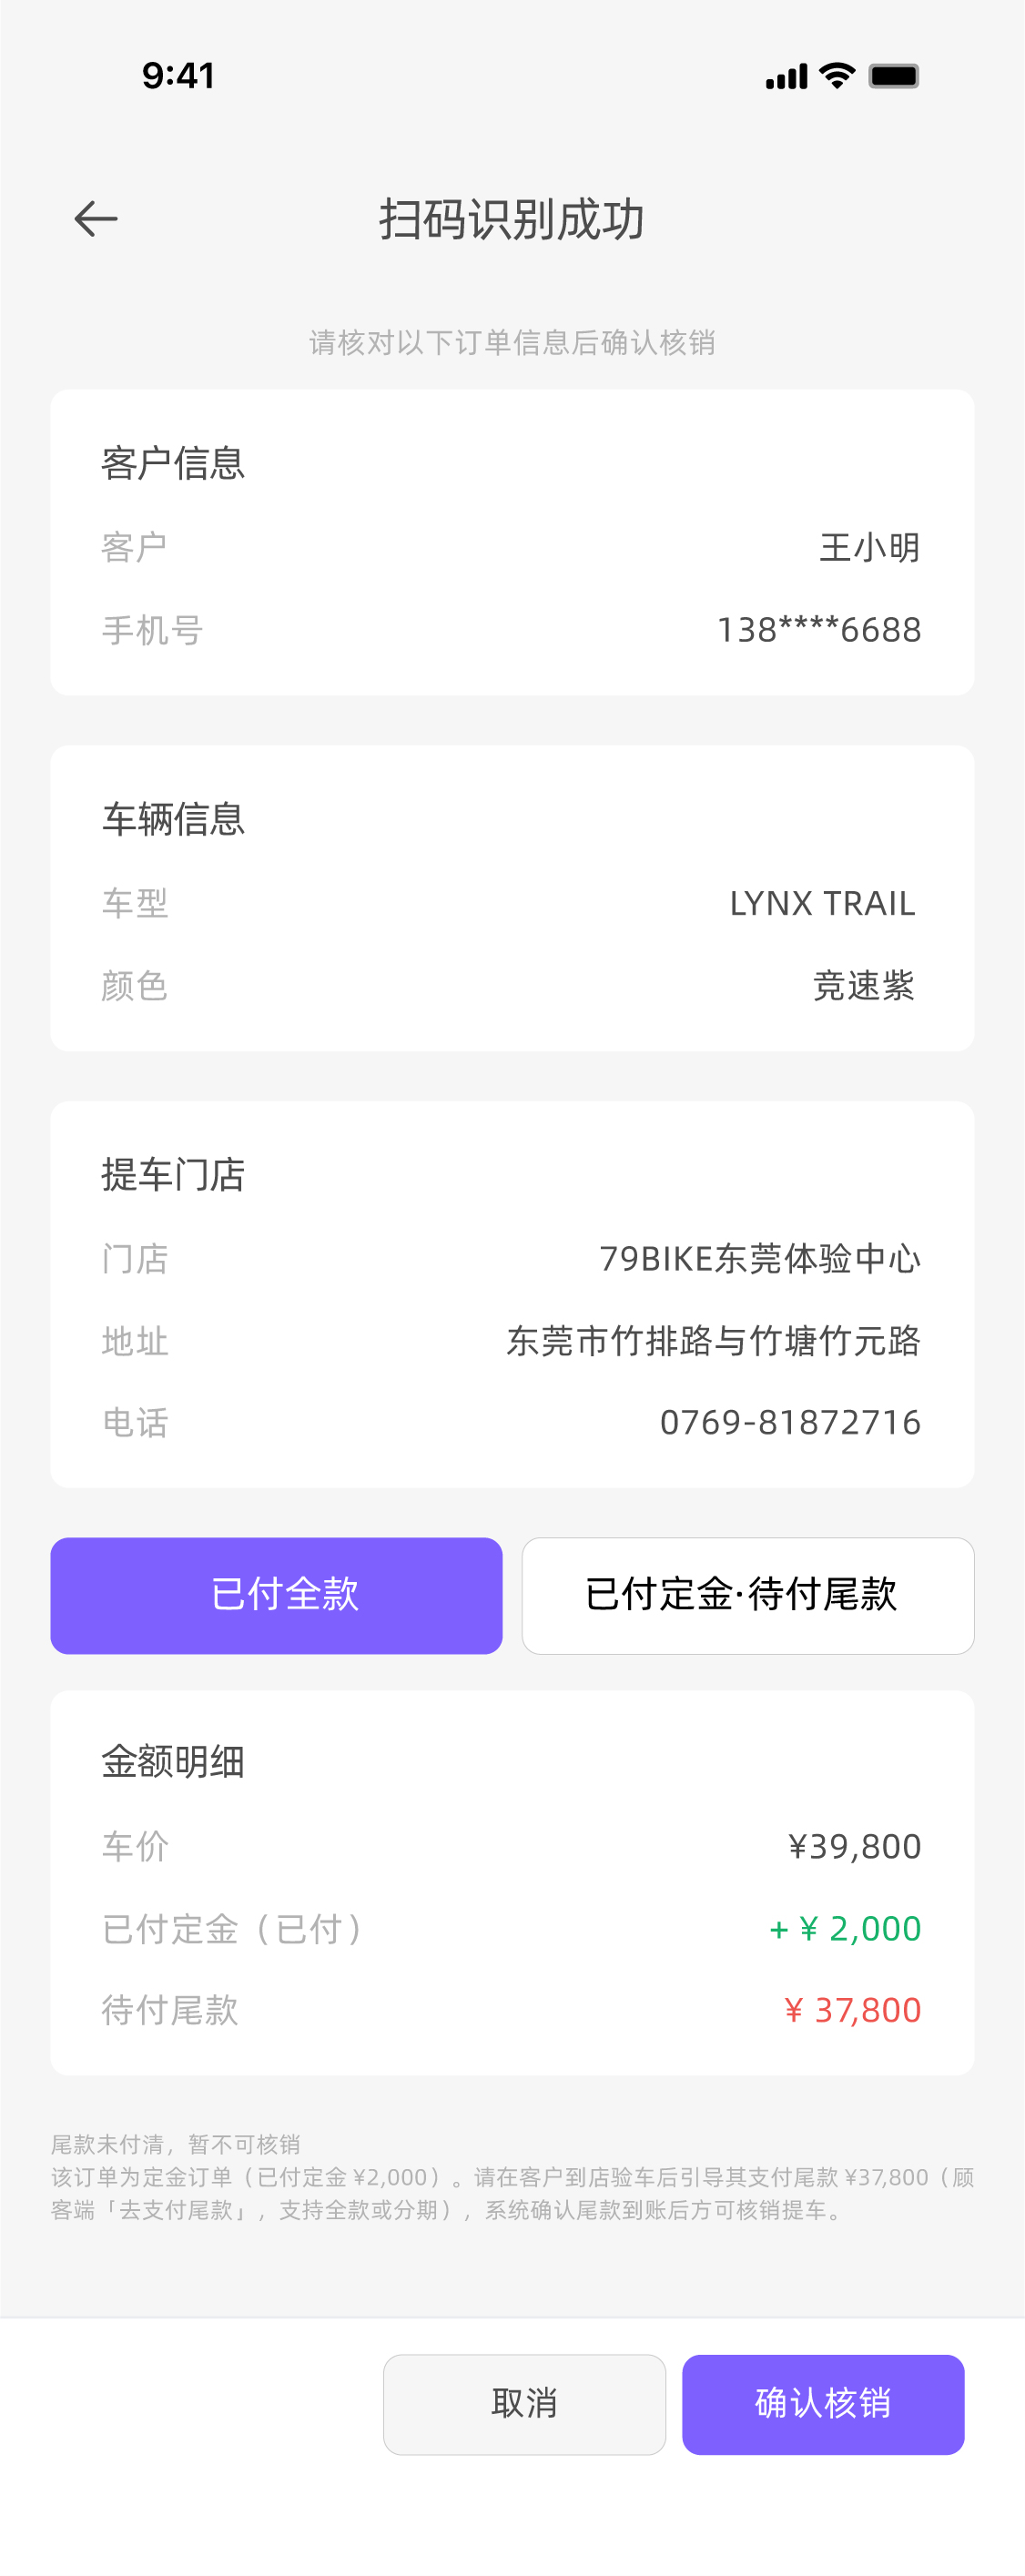 9:41
扫码识别成功
请核对以下订单信息后确认核销
客户信息
客户 王小明
手机号 138****6688
车辆信息
车型 LYNX TRAIL
颜色 竞速紫
提车门店
门店 79BIKE东莞体验中心
地址 东莞市竹排路与竹塘竹元路
电话 0769-81872716
已付全款 已付定金·待付尾款
金额明细
车价 ¥39,800
已付定金（已付） + ¥ 2,000
待付尾款 ¥ 37,800
尾款未付清，暂不可核销
该订单为定金订单（已付定金 ¥2,000）。请在客户到店验车后引导其支付尾款 ¥37,800（顾
客端「去支付尾款」，支持全款或分期），系统确认尾款到账后方可核销提车。
取消 确认核销